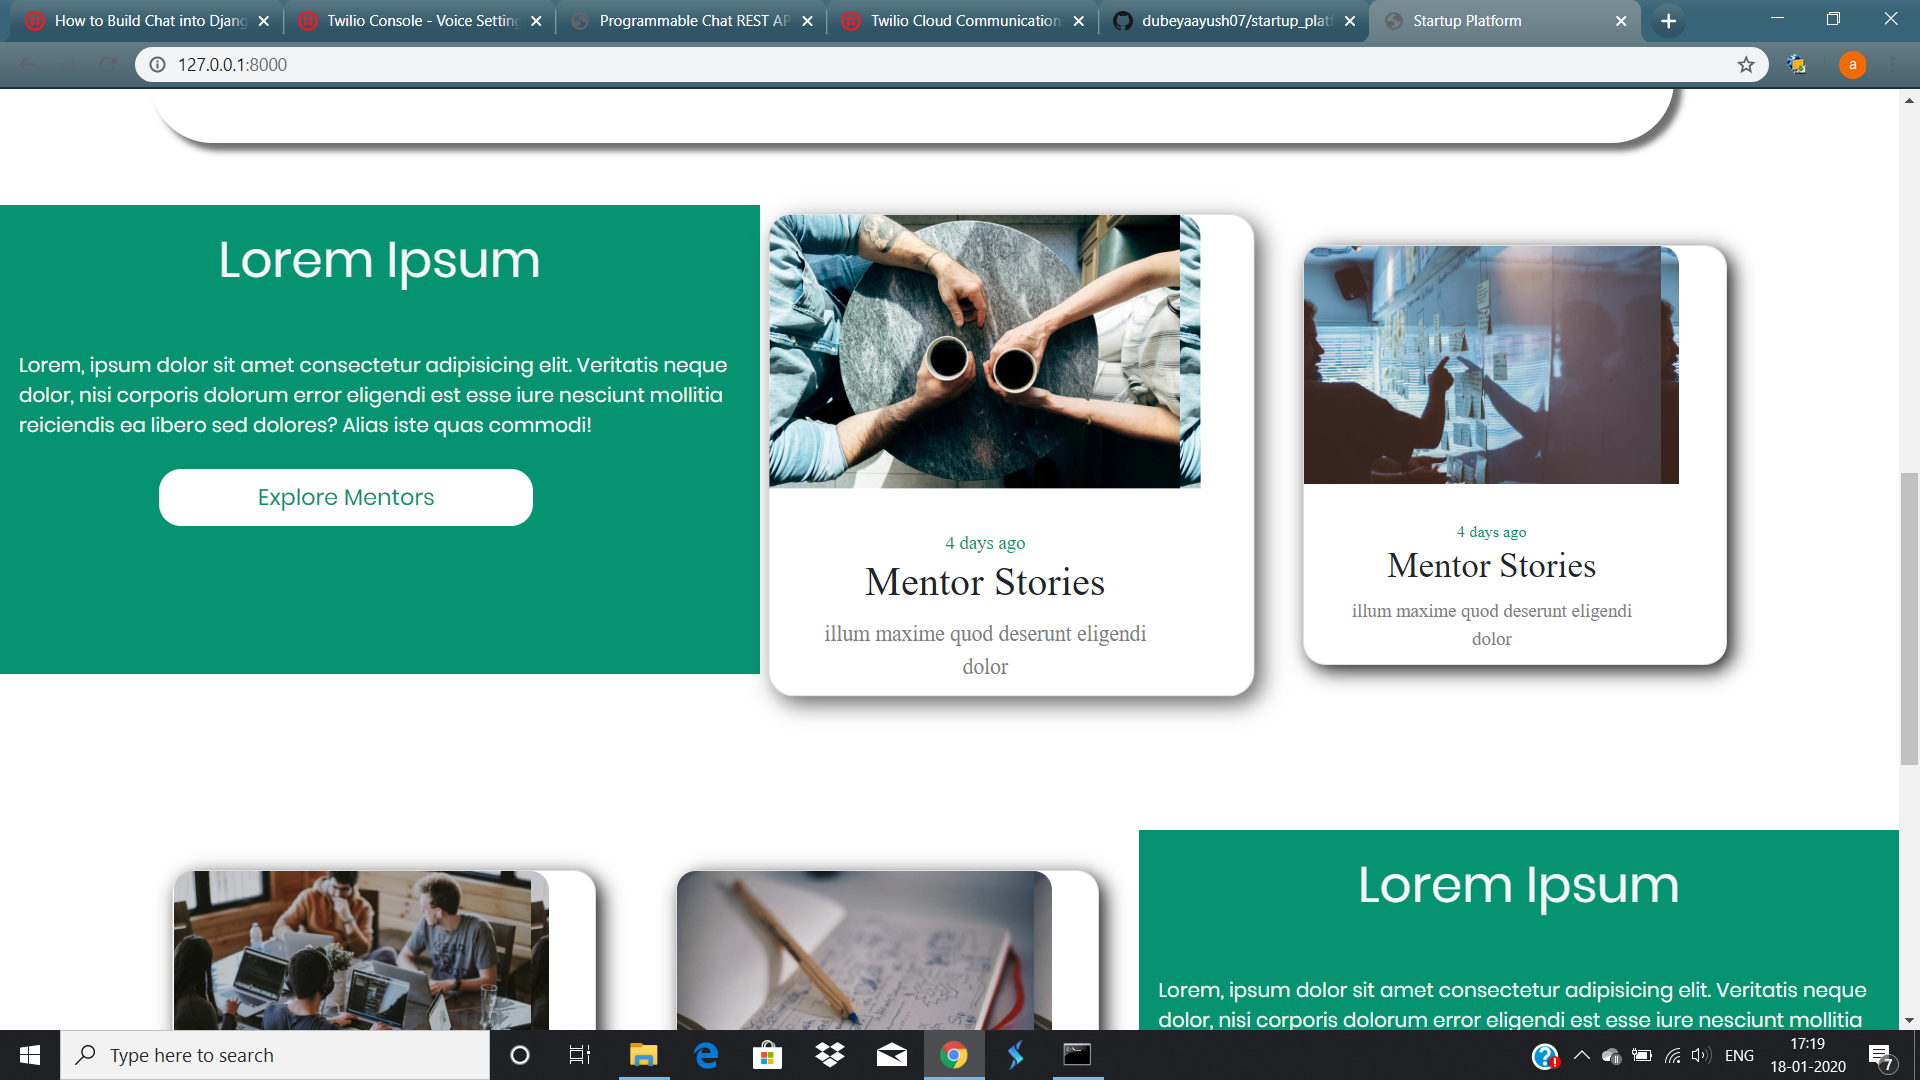 How to Build Chat into Djang
Twilio Console - Voice Setting
Programmable Chat REST AP
Twilio Cloud Communication
dubeyaayush07/startup_platf
Startup Platform
127.0.0.1:8000
a
Lorem Ipsum
Lorem, ipsum dolor sit amet consectetur adipisicing elit. Veritatis neque
dolor, nisi corporis dolorum error eligendi est esse iure nesciunt mollitia
reiciendis ea libero sed dolores? Alias iste quas commodi!
Explore Mentors
4 days ago
Mentor Stories
illum maxime quod deserunt eligendi
dolor
4 days ago
Mentor Stories
illum maxime quod deserunt eligendi
dolor
Lorem Ipsum
Lorem, ipsum dolor sit amet consectetur adipisicing elit. Veritatis neque
dolor, nisi corporis dolorum error eligendi est esse iure nesciunt mollitia
Type here to search
ENG
17:19
18-01-2020
7